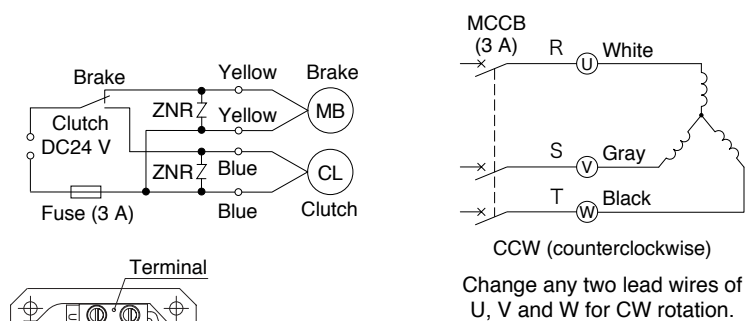 Brake
Clutch
DC24 V
Fuse (3 A)
ZNR
ZNR
Yellow
Yellow
Blue
Blue
Brake
MB
CL
Clutch
Terminal
U
MCCB
(3 A)
R
U
White
S
V
Gray
T
W
Black
CCW (counterclockwise)
Change any two lead wires of
U, V and W for CW rotation.